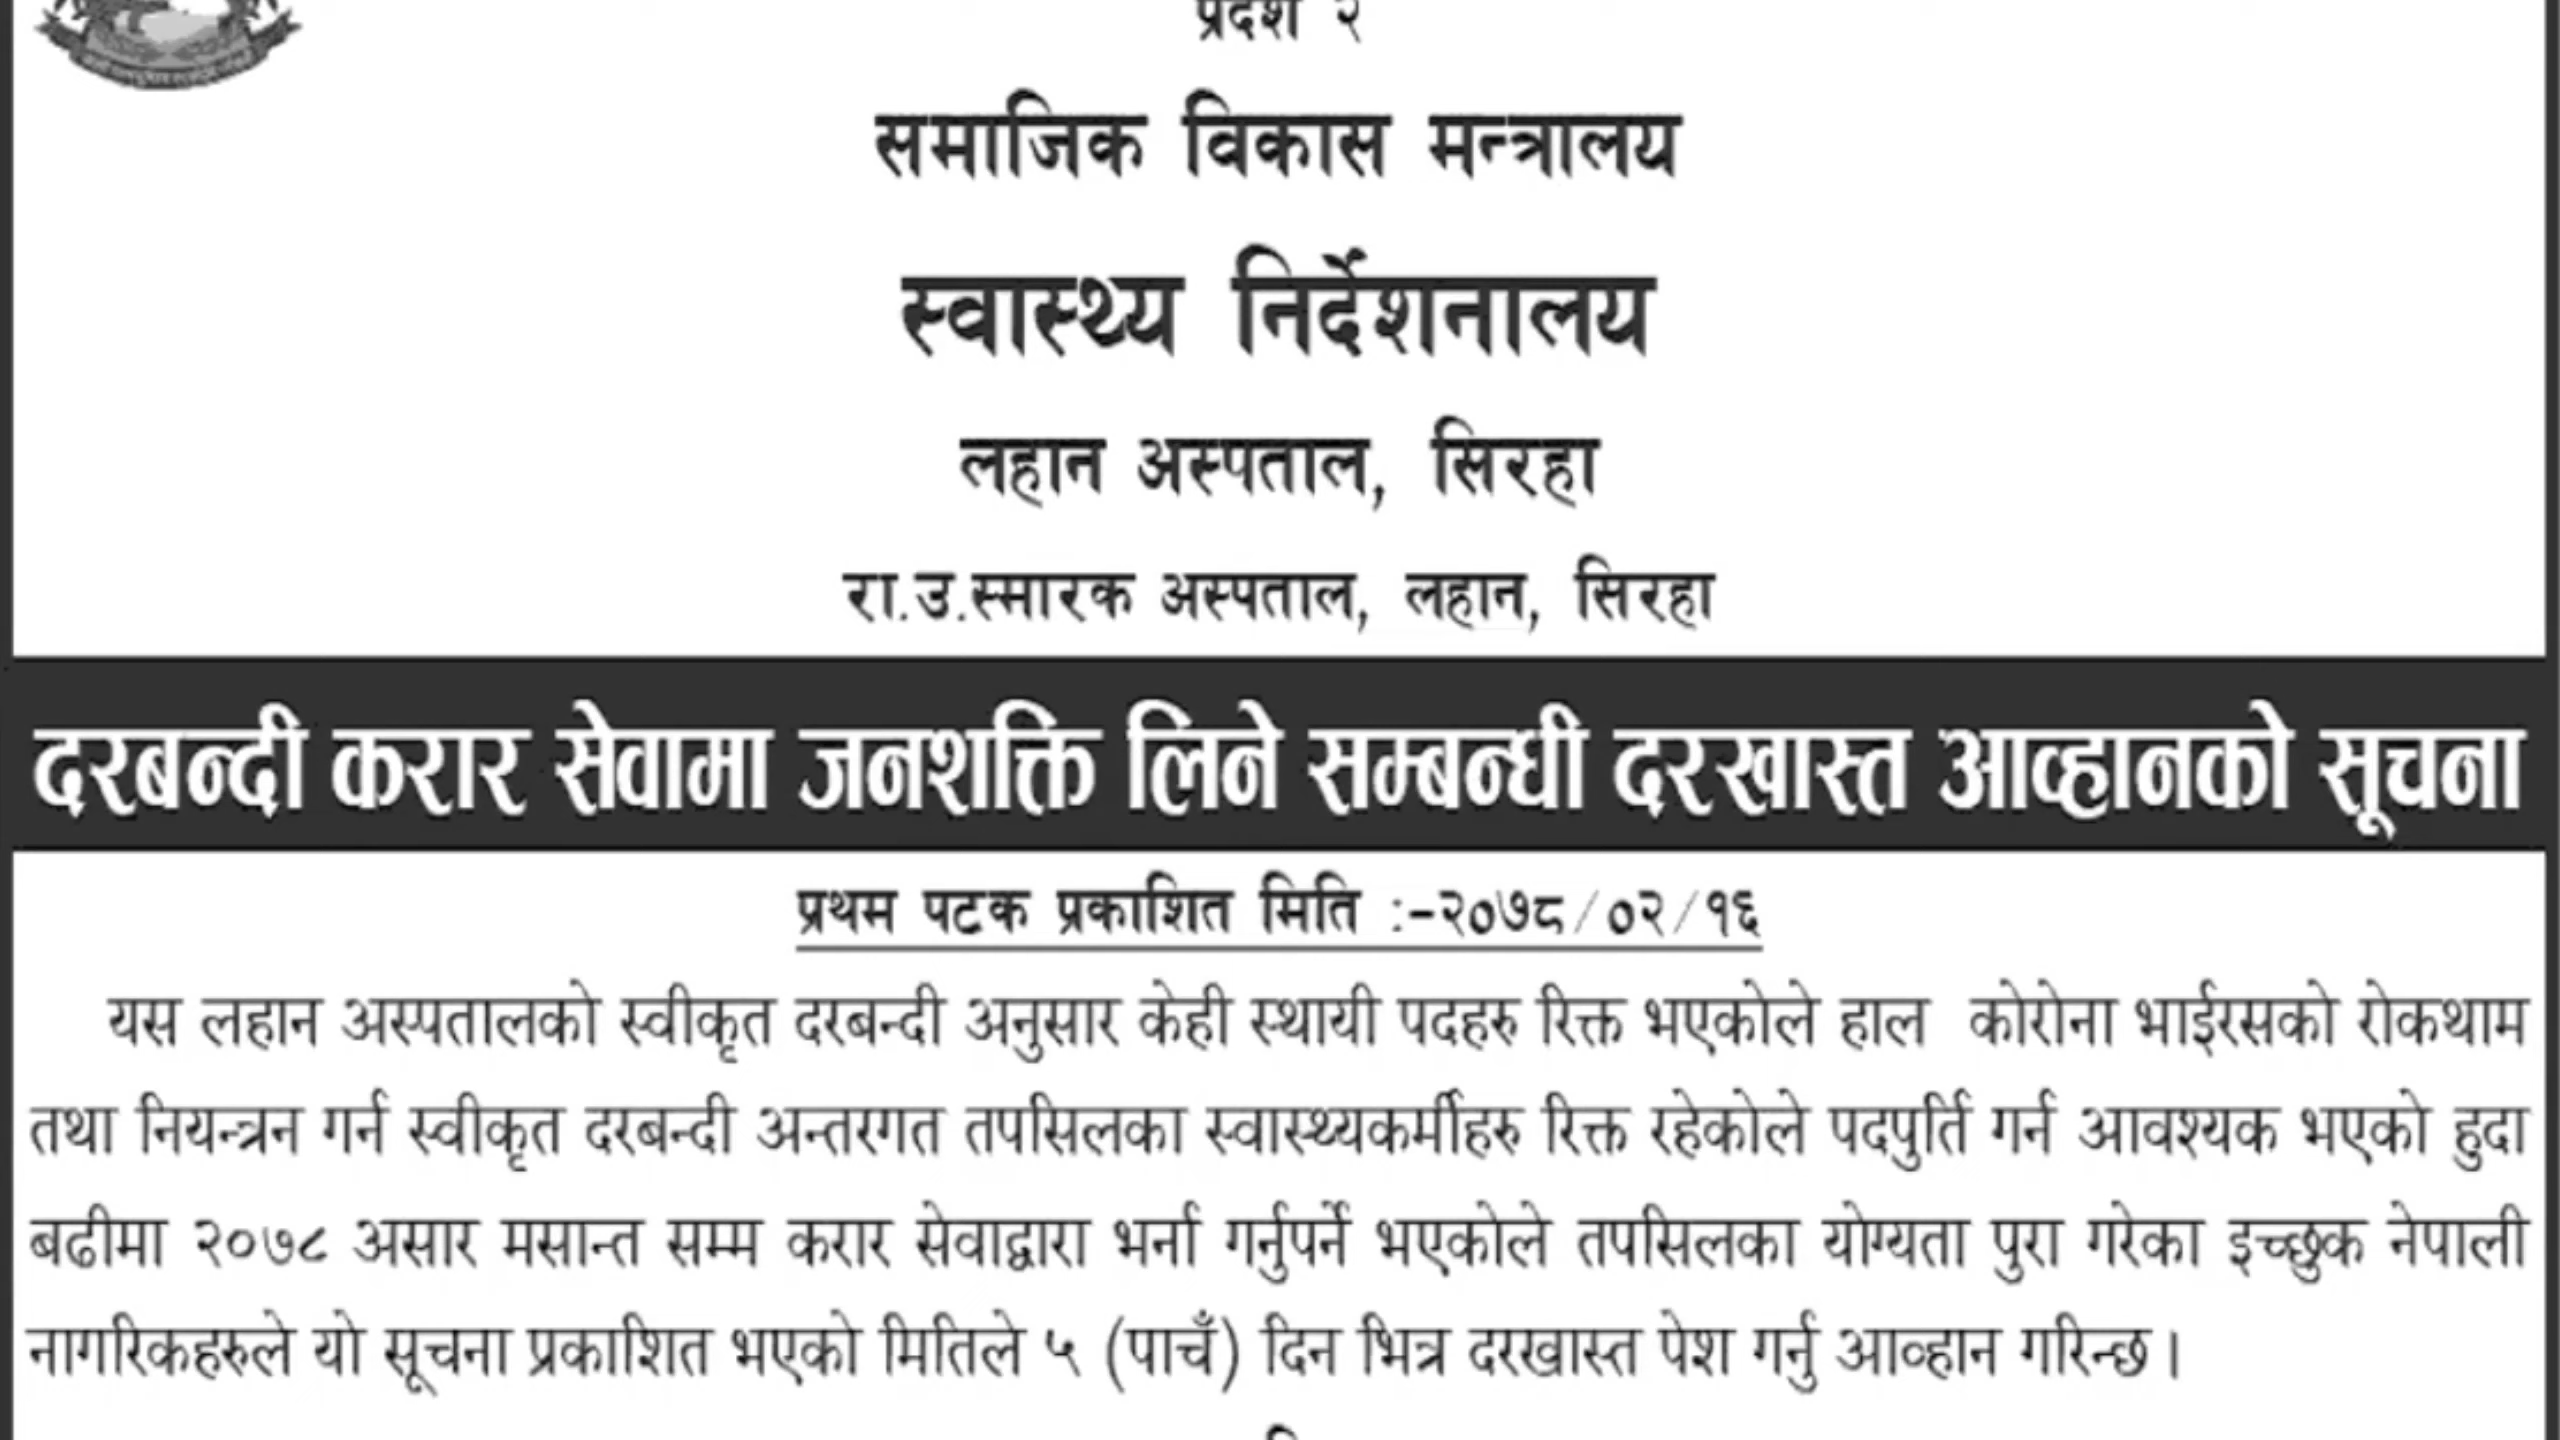 प्रदेश २
समाजिक विकास मन्त्रालय
स्वास्थ्य निर्देशनालय
लहान अस्पताल, सिरहा
रा.उ.स्मारक अस्पताल, लहान, सिरहा
दरबन्दी करार सेवामा जनशक्ति लिने सम्बन्धी दरखास्त आव्हानको सूचना
प्रथम पटक प्रकाशित मिति :-२०७८/०२/१६
यस लहान अस्पतालको स्वीकृत दरबन्दी अनुसार केही स्थायी पदहरु रिक्त भएकोले हाल कोरोना भाईरसको रोकथाम
तथा नियन्त्रन गर्न स्वीकृत दरबन्दी अन्तरगत तपसिलका स्वास्थ्यकर्मीहरु रिक्त रहेकोले पदपुर्ति गर्न आवश्यक भएको हुदा
बढीमा २०७८ असार मसान्त सम्म करार सेवाद्वारा भर्ना गर्नुपर्ने भएकोले तपसिलका योग्यता पुरा गरेका इच्छुक नेपाली
नागरिकहरुले यो सूचना प्रकाशित भएको मितिले ५ (पाचँ) दिन भित्र दरखास्त पेश गर्नु आव्हान गरिन्छ।